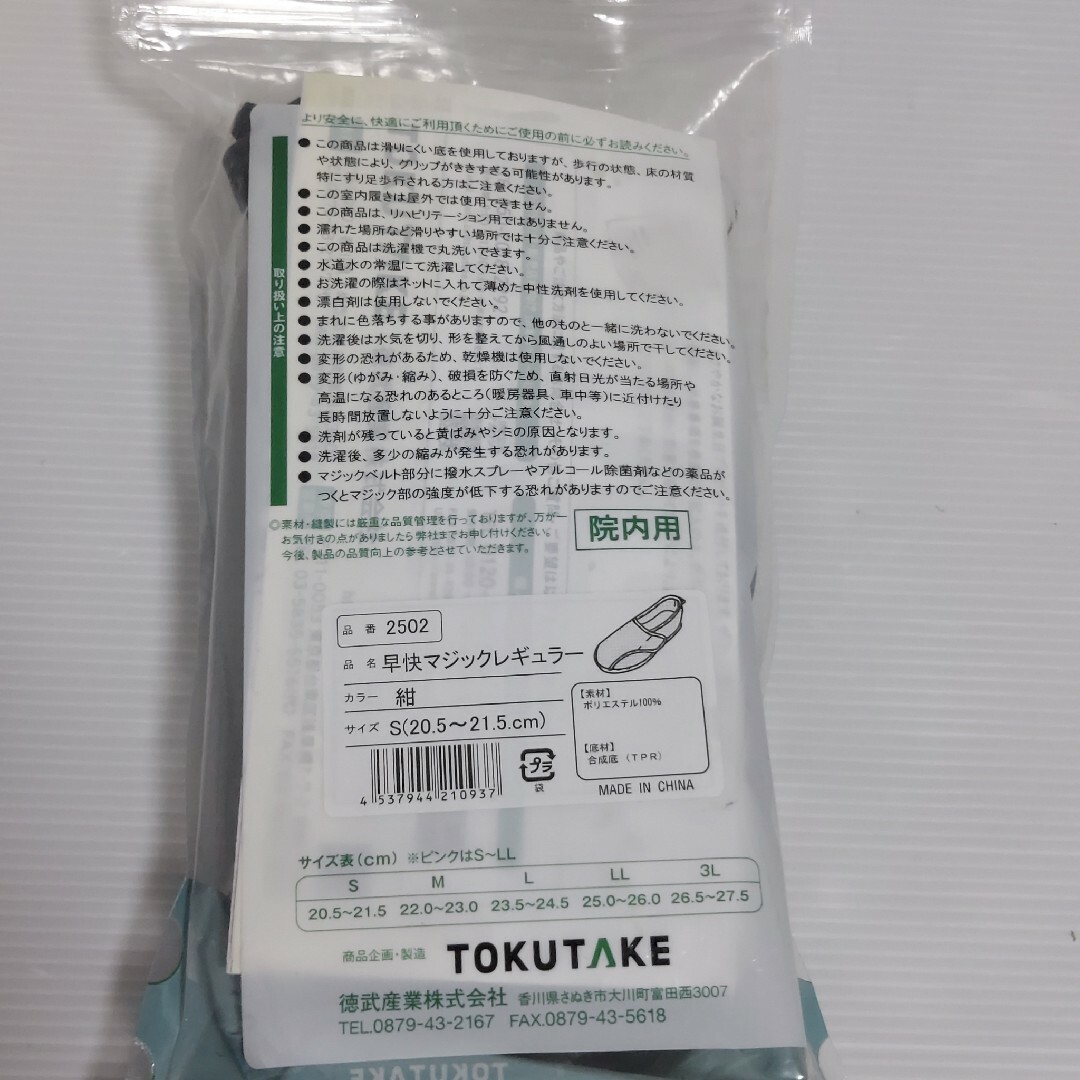 より安全に、快適にご利用頂くためにご使用の前に必ずお読みください。
取り扱い上の注意
● この商品は滑りにくい底を使用しておりますが、歩行の状態、床の材質
や状態により、グリップがききすぎる可能性があります。
特にすり足歩行される方はご注意ください。
● この室内履きは屋外では使用できません。
● この商品は、リハビリテーション用ではありません。
● 濡れた場所など滑りやすい場所では十分ご注意ください。
● この商品は洗濯機で丸洗いできます。
● 水道水の常温にて洗濯してください。
● お洗濯の際はネットに入れて薄めた中性洗剤を使用してください。
● 漂白剤は使用しないでください。
● まれに色落ちする事がありますので、他のものと一緒に洗わないでください。
● 洗濯後は水気を切り、形を整えてから風通しのよい場所で干してください。
● 変形の恐れがあるため、乾燥機は使用しないでください。
● 変形(ゆがみ・縮み)、破損を防ぐため、直射日光が当たる場所や
高温になる恐れのあるところ(暖房器具、車中等)に近付けたり
長時間放置しないように十分ご注意ください。
● 洗剤が残っていると黄ばみやシミの原因となります。
● 洗濯後、多少の縮みが発生する恐れがあります。
● マジックベルト部分に撥水スプレーやアルコール除菌剤などの薬品が
つくとマジック部の強度が低下する恐れがありますのでご注意ください。
◎素材・縫製には厳重な品質管理を行っておりますが、万が一
お気付きの点がありましたら弊社までお申し付けください。
今後、製品の品質向上の参考とさせていただきます。
院内用
品番 2502
品名 早快マジックレギュラー
カラー 紺
サイズ S(20.5〜21.5.cm)
【素材】
ポリエステル100%
【底材】
合成底(TPR)
4 537944 210937
プラ
袋
MADE IN CHINA
サイズ表(cm) ※ピンクはS~LL
S M L LL 3L
20.5~21.5 22.0~23.0 23.5~24.5 25.0~26.0 26.5~27.5
商品企画・製造 TOKUTAKE
徳武産業株式会社 香川県さぬき市大川町富田西3007
TEL.0879-43-2167 FAX.0879-43-5618
TOKUTAKE